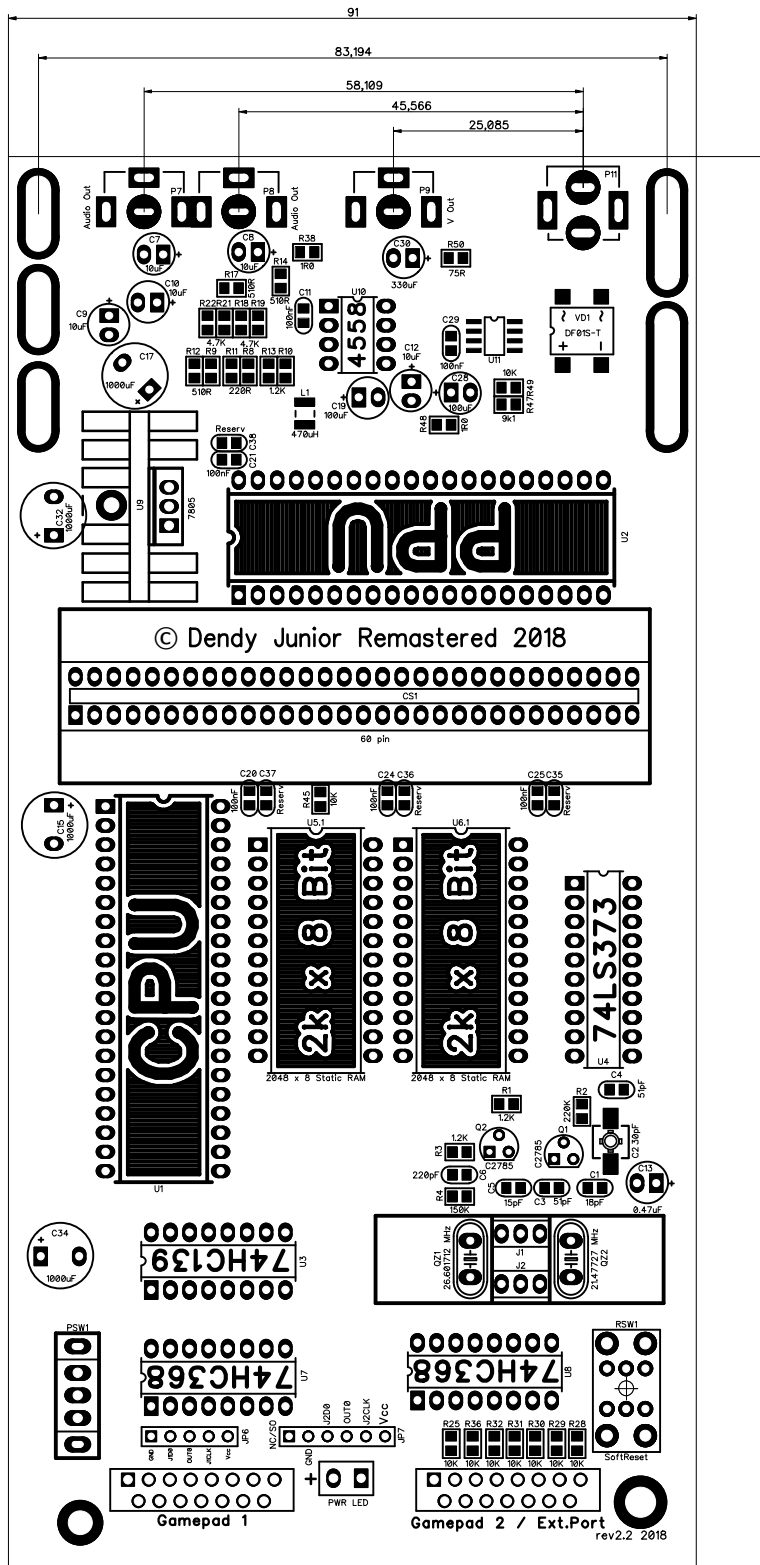 91
83,194
58,109
45,566
25,085
Audio Out
P7
P8
Audio Out
P9
V Out
P11
C7
10uF
C8
10uF
R38
1R0
C30
330uF
R50
75R
R14
510R
R17
510R
C10
10uF
C9
10uF
R22 R21 R18 R19
4.7K 4.7K
C11
100nF
U10
4558
C29
100nF
U11
VD1
DF01S-T
C17
1000uF
R12 R9 R11 R8 R13 R10
510R 220R 1.2K
C12
10uF
C28
100uF
10K
R47 R49
9k1
C19
100uF
R48
1R0
L1
470uH
Reserv
C38
C21
100nF
U9
7805
C32
1000uF
PPU
U2
© Dendy Junior Remastered 2018
CS1
60 pin
C20 C37
100nF
Reserv
R45
10K
C24 C36
100nF
Reserv
C25 C35
100nF
Reserv
C15
1000uF
CPU
U1
U5.1
2k x 8 Bit
2048 x 8 Static RAM
U6.1
2k x 8 Bit
2048 x 8 Static RAM
74LS373
U4
C4
51pF
R1
1.2K
R2
220K
C2 30pF
Q2
C2785
Q1
C2785
1.2K
R3
220pF
C6
R4
150K
C5
15pF
C3 51pF
C1
18pF
C13
0.47uF
C34
1000uF
74HC139
U3
QZ1
26.601712 MHz
J1
J2
21.47727 MHz
QZ2
PSW1
74HC368
U7
74HC368
U8
RSW1
SoftReset
JP6
GND
J1D0
OUT0
J1CLK
Vcc
NC/SO
GND
J2D0
OUT0
J2CLK
Vcc
JP7
R25 R36 R32 R31 R30 R29 R28
10K 10K 10K 10K 10K 10K 10K
+
PWR LED
Gamepad 1
Gamepad 2 / Ext.Port
rev2.2 2018